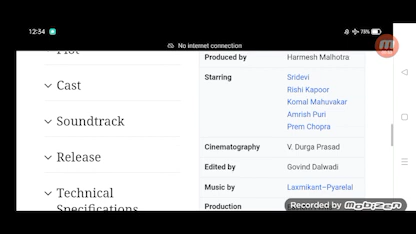 12:34
73%
No internet connection
Plot
Cast
Soundtrack
Release
Technical
Specifications
Produced by Harmesh Malhotra
Starring Sridevi
Rishi Kapoor
Komal Mahuvakar
Amrish Puri
Prem Chopra
Cinematography V. Durga Prasad
Edited by Govind Dalwadi
Music by Laxmikant–Pyarelal
Production
Recorded by Mobizen